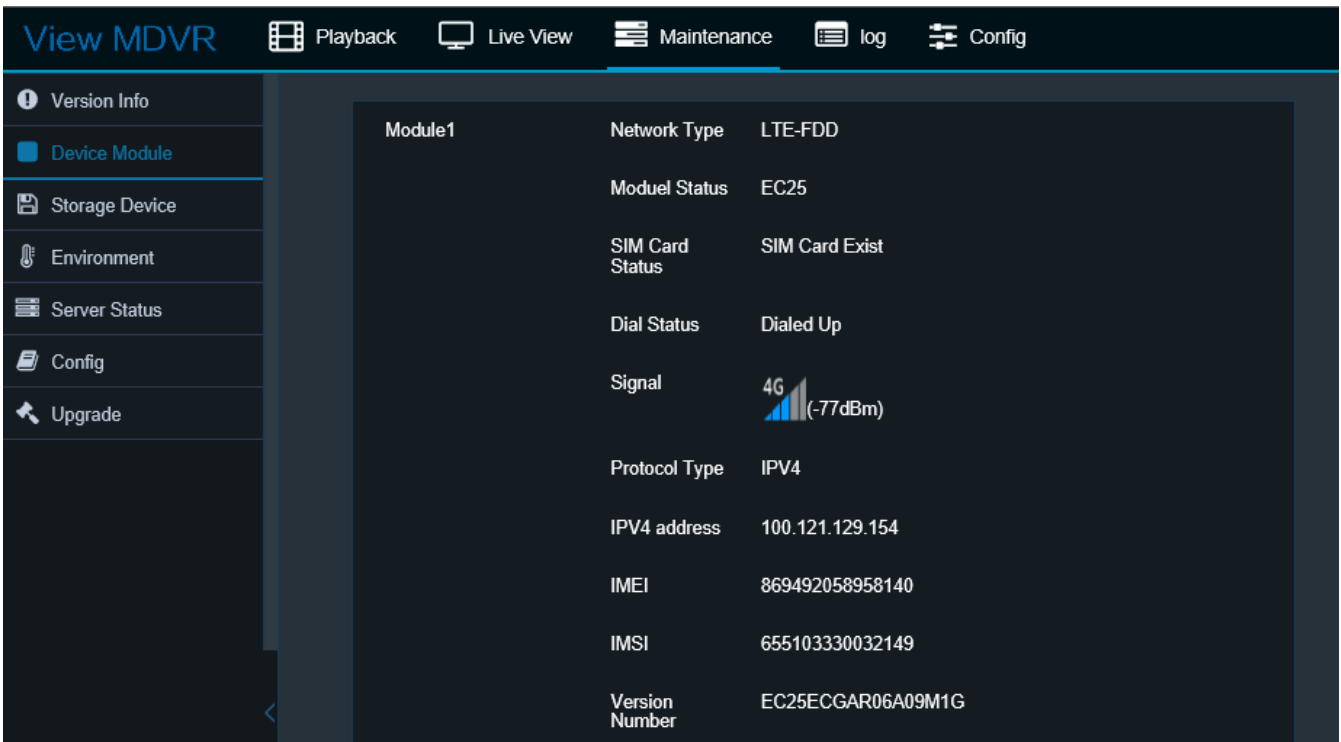 View MDVR Playback Live View Maintenance log Config
Version Info
Device Module
Storage Device
Environment
Server Status
Config
Upgrade
Module1 Network Type LTE-FDD
Moduel Status EC25
SIM Card Status SIM Card Exist
Dial Status Dialed Up
Signal 4G (-77dBm)
Protocol Type IPV4
IPV4 address 100.121.129.154
IMEI 869492058958140
IMSI 655103330032149
Version Number EC25ECGAR06A09M1G